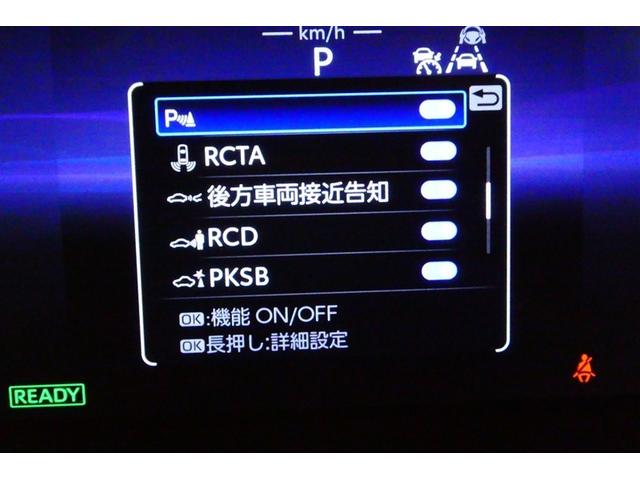 km/h
P
P
RCTA
後方車両接近告知
RCD
PKSB
OK:機能 ON/OFF
OK長押し:詳細設定
READY